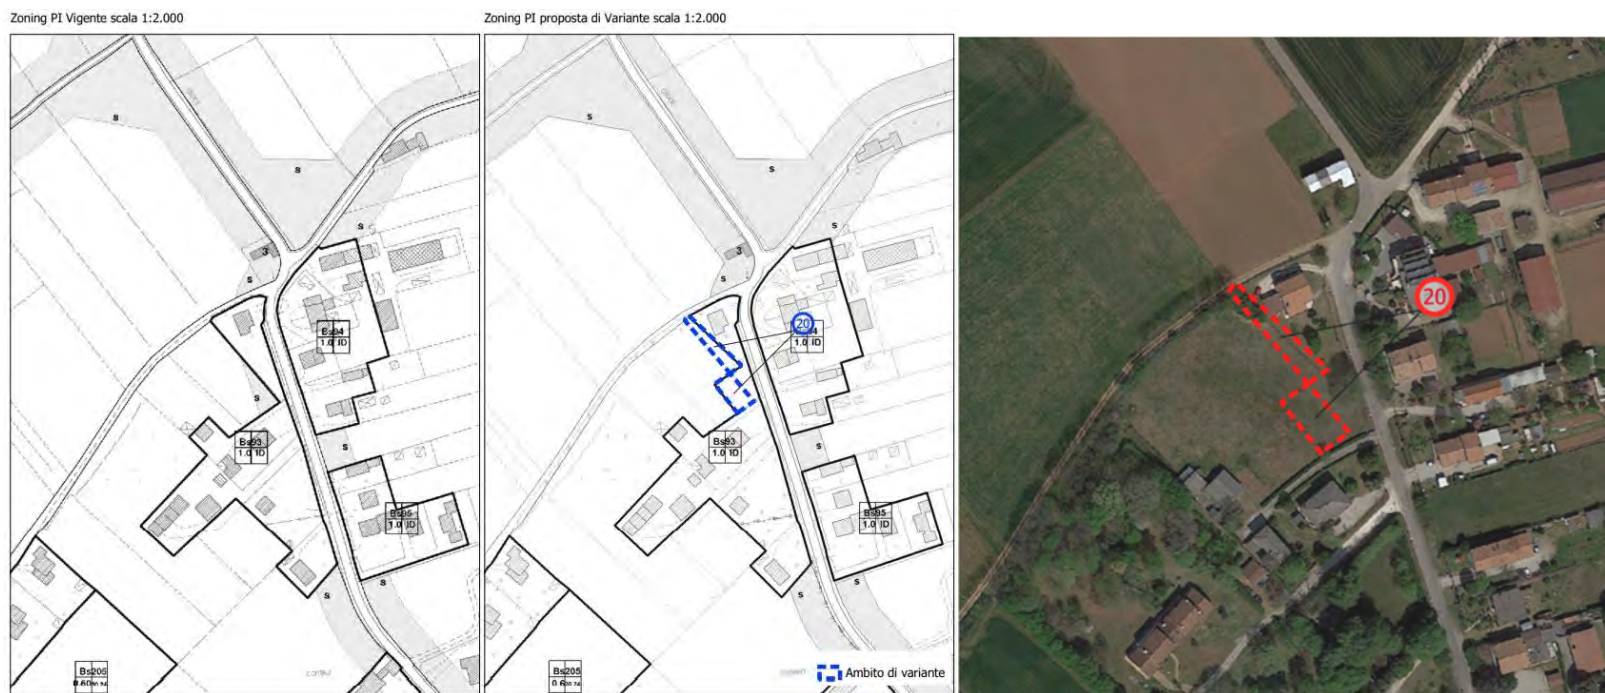 Zoning PI Vigente scala 1:2.000
Zoning PI proposta di Variante scala 1:2.000
s
s
s
3
s
Bs94
1.0 ID
s
Bs93
1.0 ID
s
Bs95
1.0 ID
s
s
Bs205
s
s
s
3
s
20
1.0 ID
Bs93
1.0 ID
s
Bs95
1.0 ID
s
s
Bs205
Ambito di variante
20